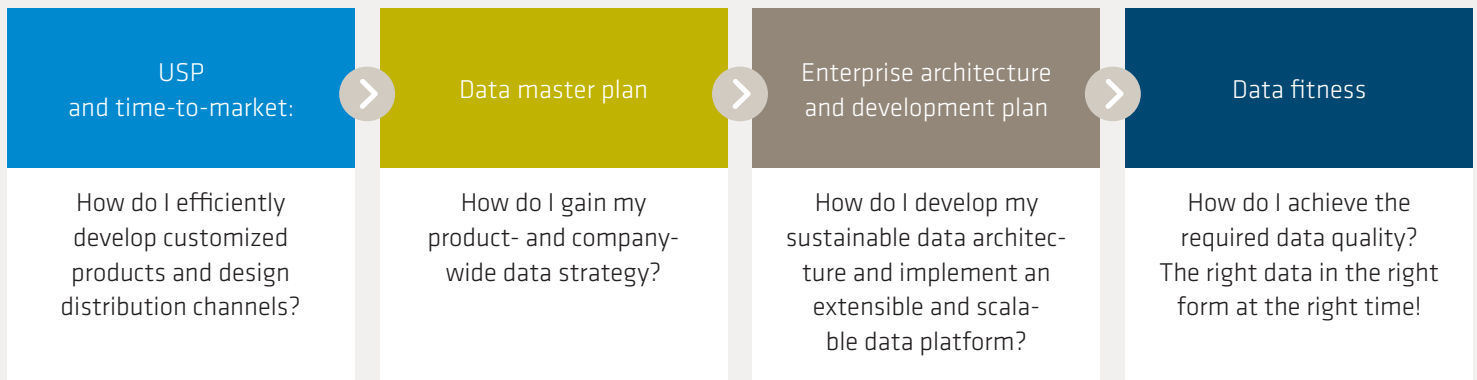 USP
and time-to-market:
How do I efficiently
develop customized
products and design
distribution channels?
Data master plan
How do I gain my
product- and company-
wide data strategy?
Enterprise architecture
and development plan
How do I develop my
sustainable data architec-
ture and implement an
extensible and scala-
ble data platform?
Data fitness
How do I achieve the
required data quality?
The right data in the right
form at the right time!